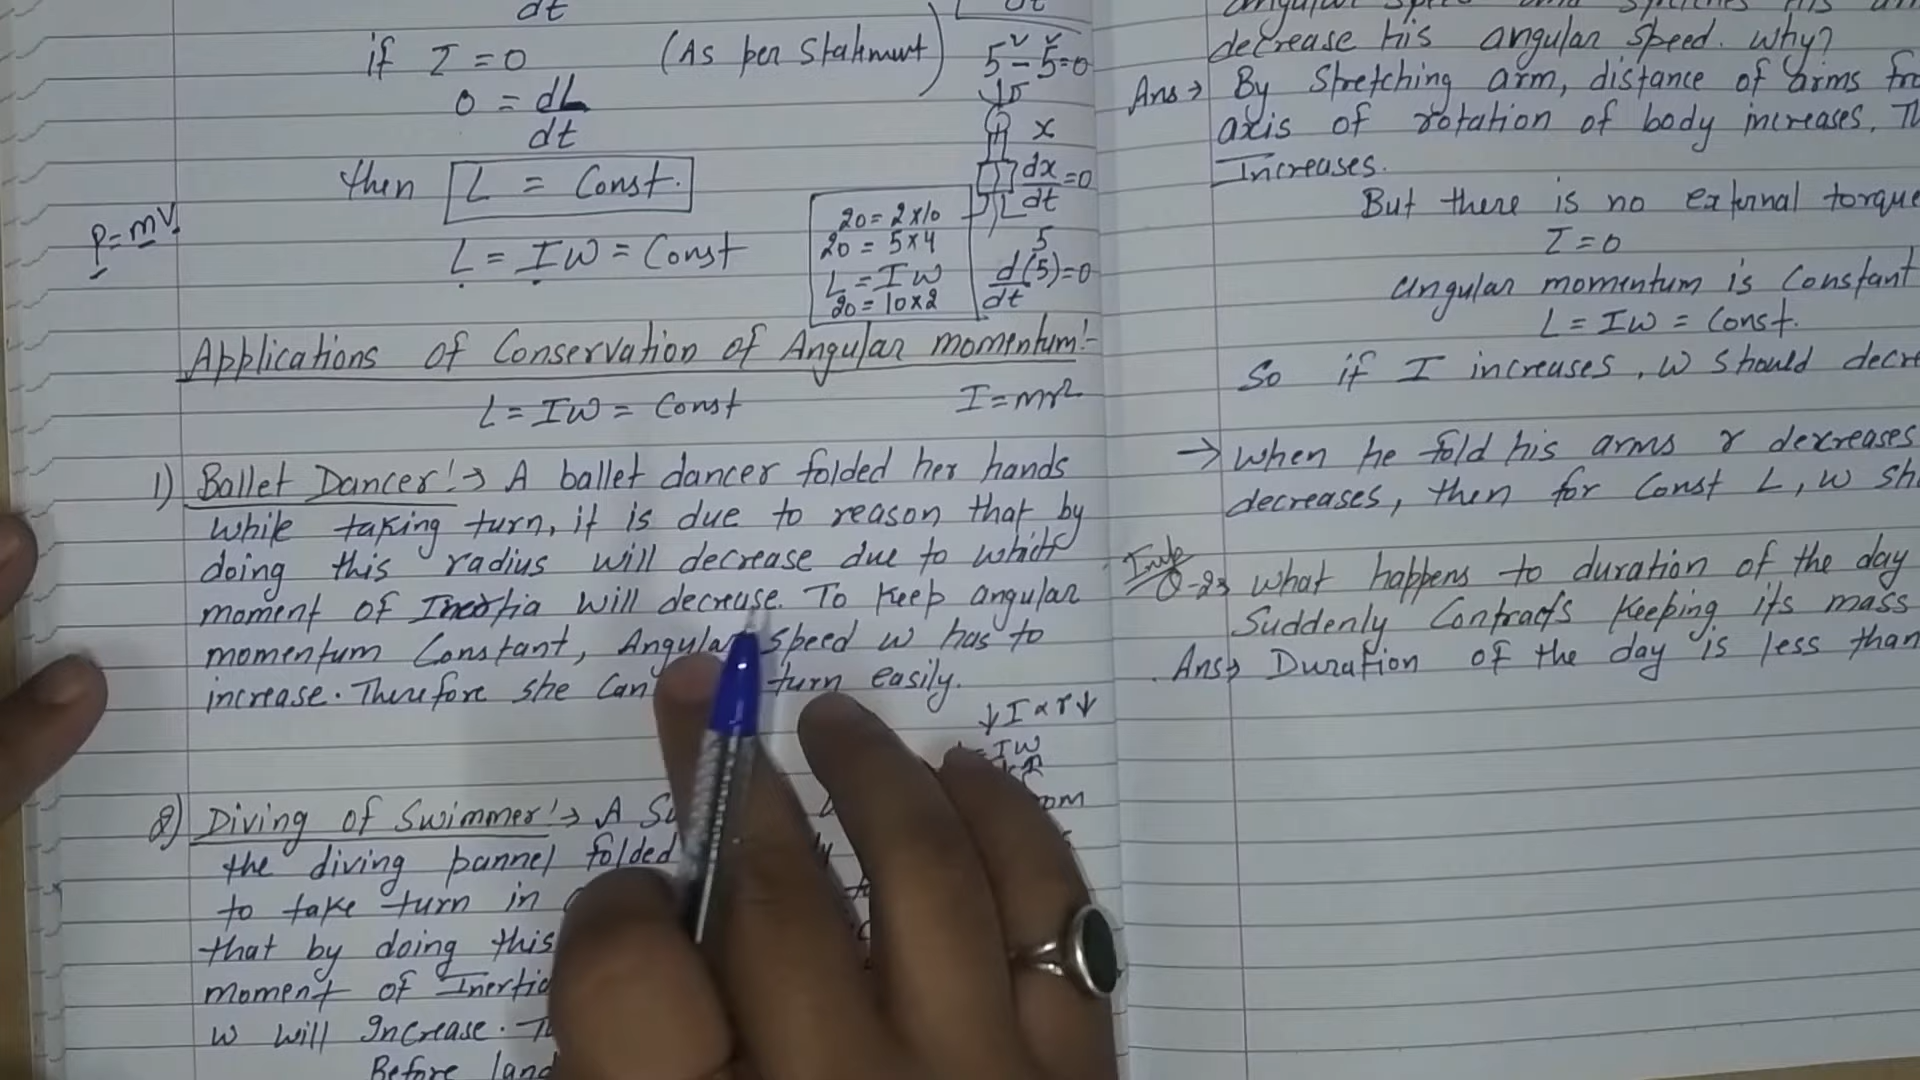 dt
if τ = 0 (As per Statement)
0 = dL
dt
then L = Const.
P = mV
L = Iω = Const
20 = 2×10
20 = 5×4
L = Iω
20 = 10×2
5 - 5 = 0
x
dx = 0
dt
5
d(5) = 0
dt
Applications of Conservation of Angular momentum:-
L = Iω = Const I = mr²
1) Ballet Dancer:→ A ballet dancer folded her hands
while taking turn, it is due to reason that by
doing this radius will decrease due to which
moment of Inertia will decrease. To keep angular
momentum Constant, Angular speed ω has to
increase. Therefore she Can turn easily.
↓I ∝ r↓
= Iω
2) Diving of Swimmer:→ A
the diving pannel folded
to take turn in
that by doing this
moment of Inertia
ω will Increase.
Before
decrease his angular speed. Why?
Ans→ By Stretching arm, distance of arms
axis of rotation of body increases.
Increases.
But there is no external torque
τ = 0
angular momentum is Constant
L = Iω = Const.
So if I increases, ω should
→ When he fold his arms r decreases
decreases, then for Const L, ω
Imp
Q-23 What happens to duration of the day
Suddenly Contracts keeping its mass
Ans→ Duration of the day is less than